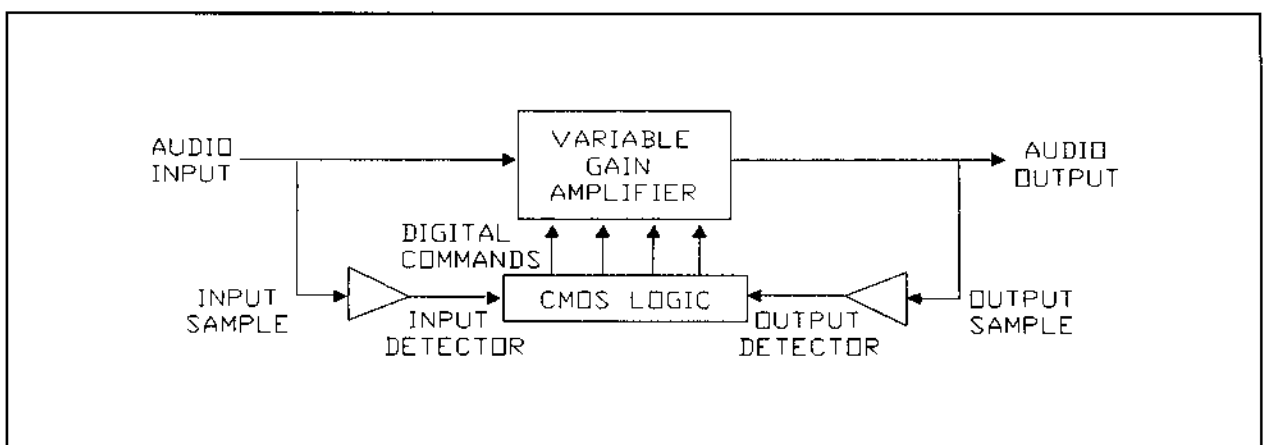 AUDIO
INPUT
VARIABLE
GAIN
AMPLIFIER
AUDIO
OUTPUT
DIGITAL
COMMANDS
INPUT
SAMPLE
INPUT
DETECTOR
CMOS LOGIC
OUTPUT
DETECTOR
OUTPUT
SAMPLE